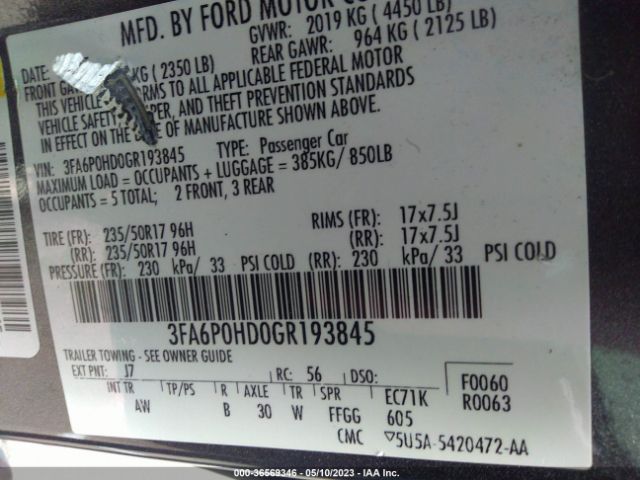 MFD. BY FORD MOTOR CO
GVWR: 2019 KG ( 4450 LB)
DATE: REAR GAWR: 964 KG ( 2125 LB)
FRONT KG ( 2350 LB)
THIS VEHICLE TO ALL APPLICABLE FEDERAL MOTOR
VEHICLE SAFETY, AND THEFT PREVENTION STANDARDS
IN EFFECT ON THE DATE OF MANUFACTURE SHOWN ABOVE.
VIN: 3FA6P0HD0GR193845 TYPE: Passenger Car
MAXIMUM LOAD = OCCUPANTS + LUGGAGE = 385KG/ 850LB
OCCUPANTS = 5 TOTAL; 2 FRONT, 3 REAR
TIRE (FR): 235/50R17 96H RIMS (FR): 17x7.5J
(RR): 235/50R17 96H (RR): 17x7.5J
PRESSURE (FR): 230 kPa/ 33 PSI COLD (RR): 230 kPa/ 33 PSI COLD
3FA6P0HD0GR193845
TRAILER TOWING - SEE OWNER GUIDE
EXT PNT: J7 RC: 56 DSO: F0060
INT TR TP/PS R AXLE TR SPR EC71K R0063
AW B 30 W FFGG 605
CMC ▽5U5A-5420472-AA
000-36569346 - 05/10/2023 - IAA Inc.